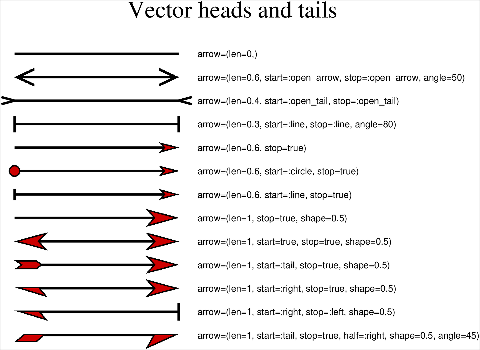 Vector heads and tails
arrow=(len=0,)
arrow=(len=0.6, start=:open_arrow, stop=:open_arrow, angle=50)
arrow=(len=0.4, start=:open_tail, stop=:open_tail)
arrow=(len=0.3, start=:line, stop=:line, angle=80)
arrow=(len=0.6, stop=true)
arrow=(len=0.6, start=:circle, stop=true)
arrow=(len=0.6, start=:line, stop=true)
arrow=(len=1, stop=true, shape=0.5)
arrow=(len=1, start=true, stop=true, shape=0.5)
arrow=(len=1, start=:tail, stop=true, shape=0.5)
arrow=(len=1, start=:right, stop=true, shape=0.5)
arrow=(len=1, start=:right, stop=:left, shape=0.5)
arrow=(len=1, start=:tail, stop=true, half=:right, shape=0.5, angle=45)